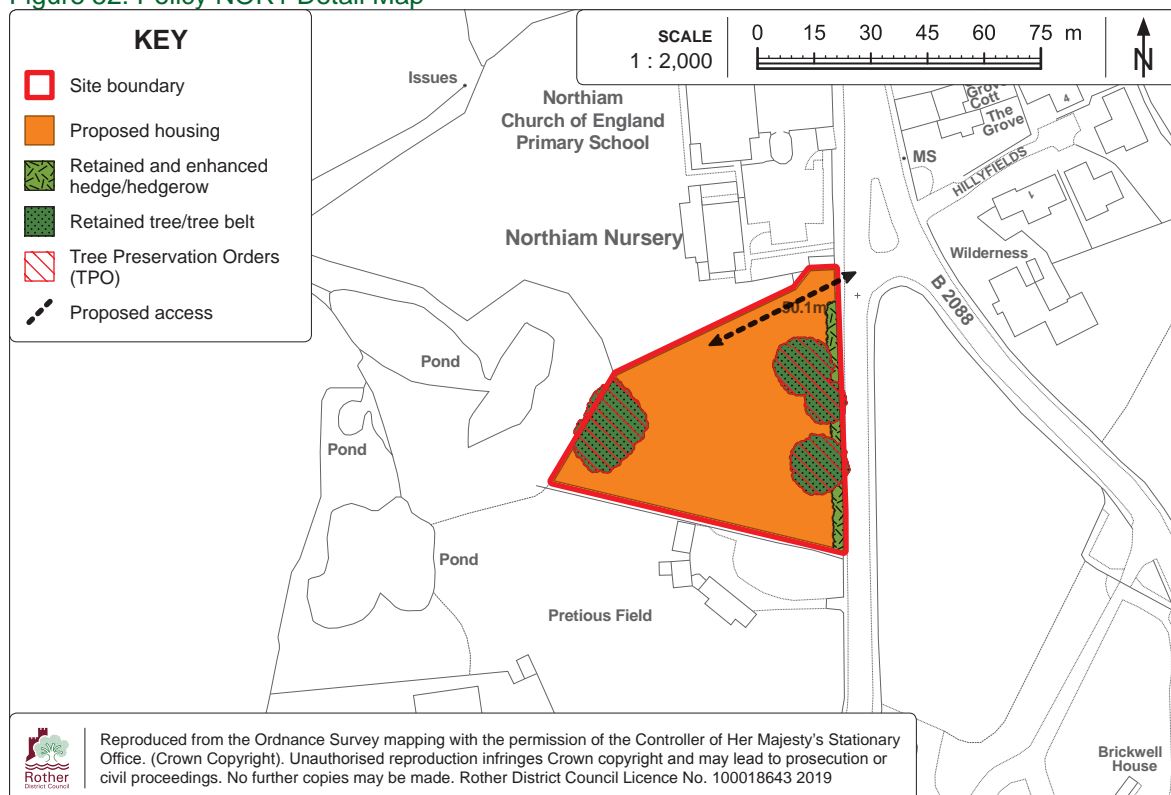 Figure 32: Policy NOR1 Detail Map
KEY
Site boundary
Proposed housing
Retained and enhanced
hedge/hedgerow
Retained tree/tree belt
Tree Preservation Orders
(TPO)
Proposed access
SCALE
1 : 2,000
0 15 30 45 60 75 m
N
Issues
Northiam
Church of England
Primary School
Grove
Cott
The
Grove
4
MS
HILLYFIELDS
1
Northiam Nursery
Wilderness
B 2088
50.1m
Pond
Pond
Pond
Pretious Field
Brickwell
House
Rother
District Council
Reproduced from the Ordnance Survey mapping with the permission of the Controller of Her Majesty's Stationary
Office. (Crown Copyright). Unauthorised reproduction infringes Crown copyright and may lead to prosecution or
civil proceedings. No further copies may be made. Rother District Council Licence No. 100018643 2019